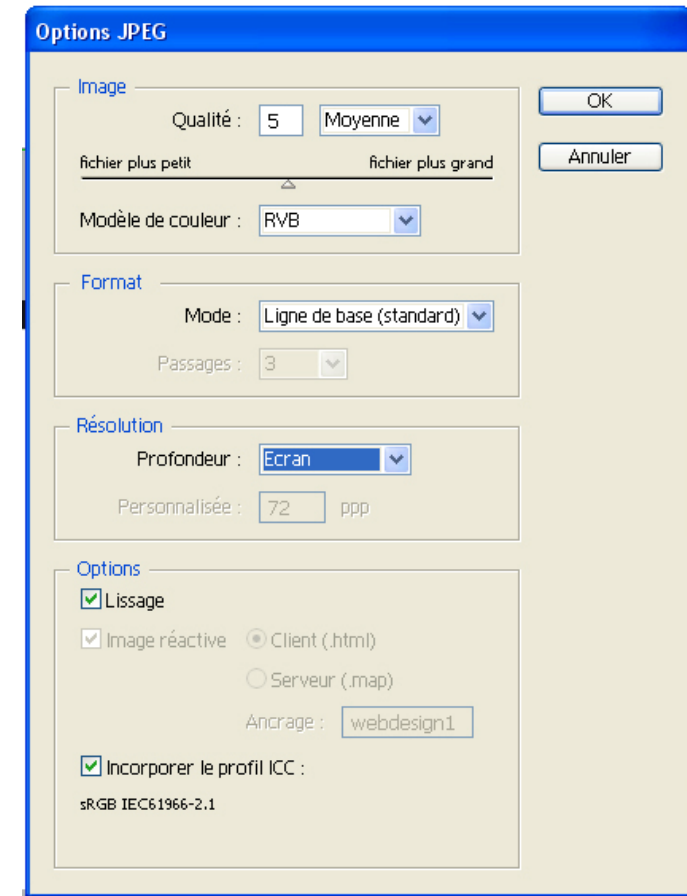 Options JPEG
Image
OK
Qualité : 5 Moyenne
Annuler
fichier plus petit fichier plus grand
Modèle de couleur : RVB
Format
Mode : Ligne de base (standard)
Passages : 3
Résolution
Profondeur : Ecran
Personnalisée : 72 ppp
Options
Lissage
Image réactive Client (.html)
Serveur (.map)
Ancrage : webdesign1
Incorporer le profil ICC :
sRGB IEC61966-2.1